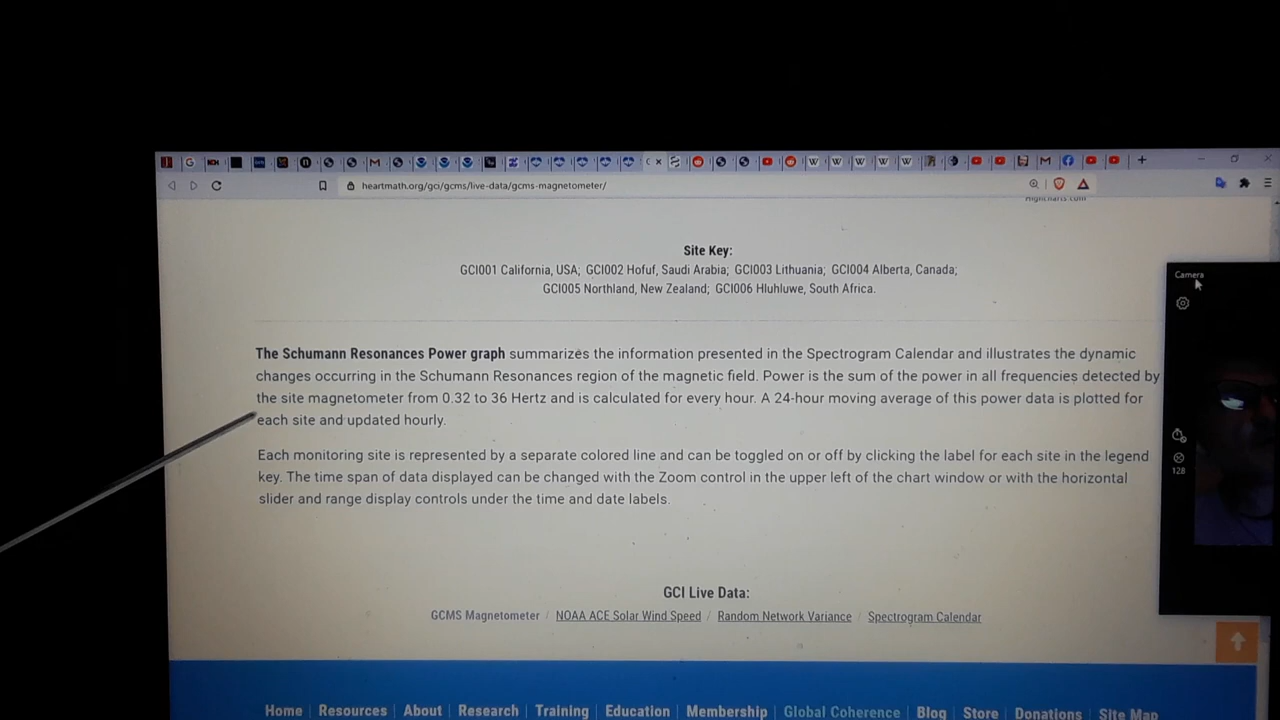 heartmath.org/gci/gcms/live-data/gcms-magnetometer/
Highcharts.com
Site Key:
GCI001 California, USA; GCI002 Hofuf, Saudi Arabia; GCI003 Lithuania; GCI004 Alberta, Canada;
GCI005 Northland, New Zealand; GCI006 Hluhluwe, South Africa.
Camera
The Schumann Resonances Power graph summarizes the information presented in the Spectrogram Calendar and illustrates the dynamic
changes occurring in the Schumann Resonances region of the magnetic field. Power is the sum of the power in all frequencies detected by
the site magnetometer from 0.32 to 36 Hertz and is calculated for every hour. A 24-hour moving average of this power data is plotted for
each site and updated hourly.
Each monitoring site is represented by a separate colored line and can be toggled on or off by clicking the label for each site in the legend
key. The time span of data displayed can be changed with the Zoom control in the upper left of the chart window or with the horizontal
slider and range display controls under the time and date labels.
128
GCI Live Data:
GCMS Magnetometer / NOAA ACE Solar Wind Speed / Random Network Variance / Spectrogram Calendar
Home | Resources | About | Research | Training | Education | Membership | Global Coherence | Blog | Store | Donations | Site Map